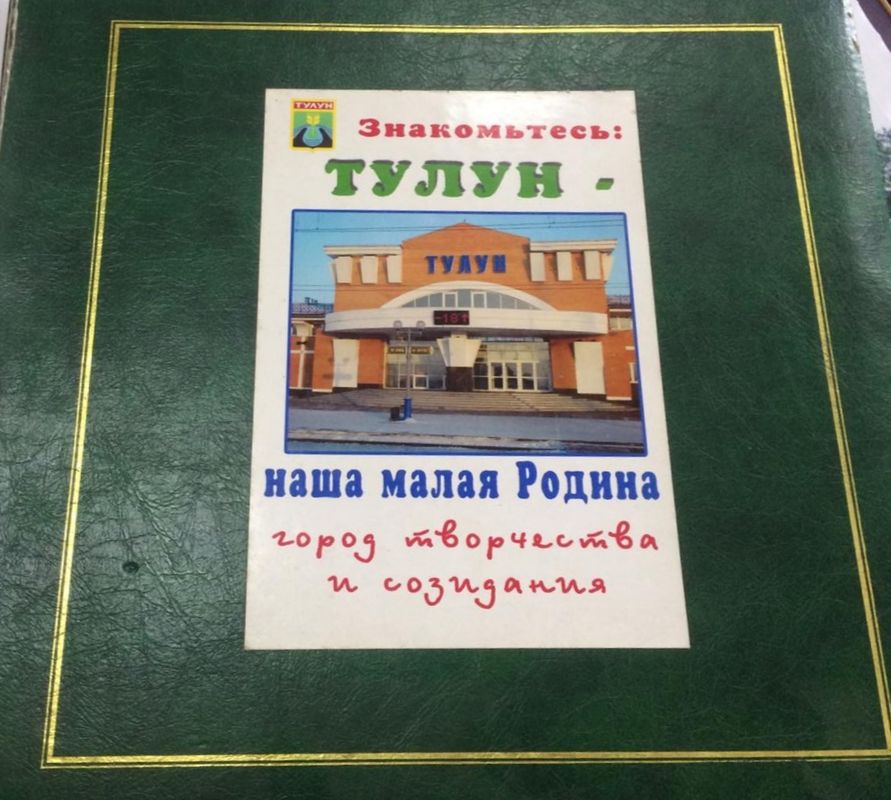 ТУЛУН
Знакомьтесь:
ТУЛУН -
ТУЛУН
-18↑
наша малая Родина
город творчества
и созидания